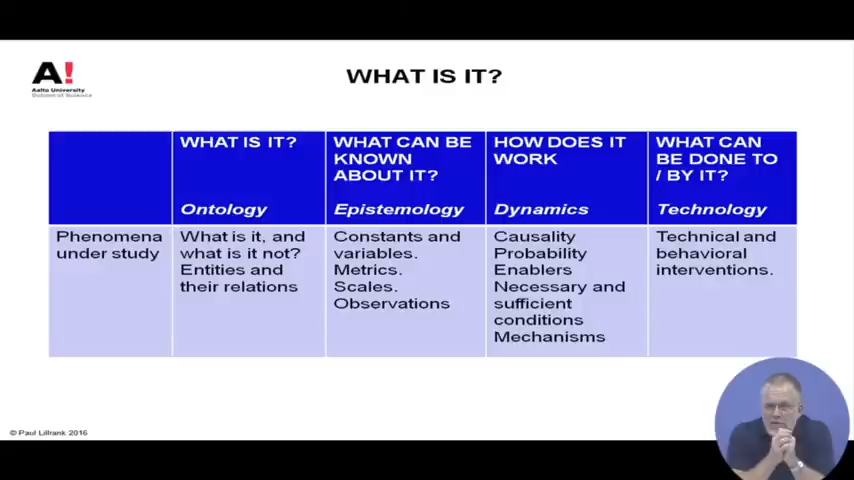 A!
Aalto University
School of Science
WHAT IS IT?
WHAT IS IT?
Ontology
WHAT CAN BE
KNOWN
ABOUT IT?
Epistemology
HOW DOES IT
WORK
Dynamics
WHAT CAN
BE DONE TO
/ BY IT?
Technology
Phenomena
under study
What is it, and
what is it not?
Entities and
their relations
Constants and
variables.
Metrics.
Scales.
Observations
Causality
Probability
Enablers
Necessary and
sufficient
conditions
Mechanisms
Technical and
behavioral
interventions.
© Paul Lillrank 2016